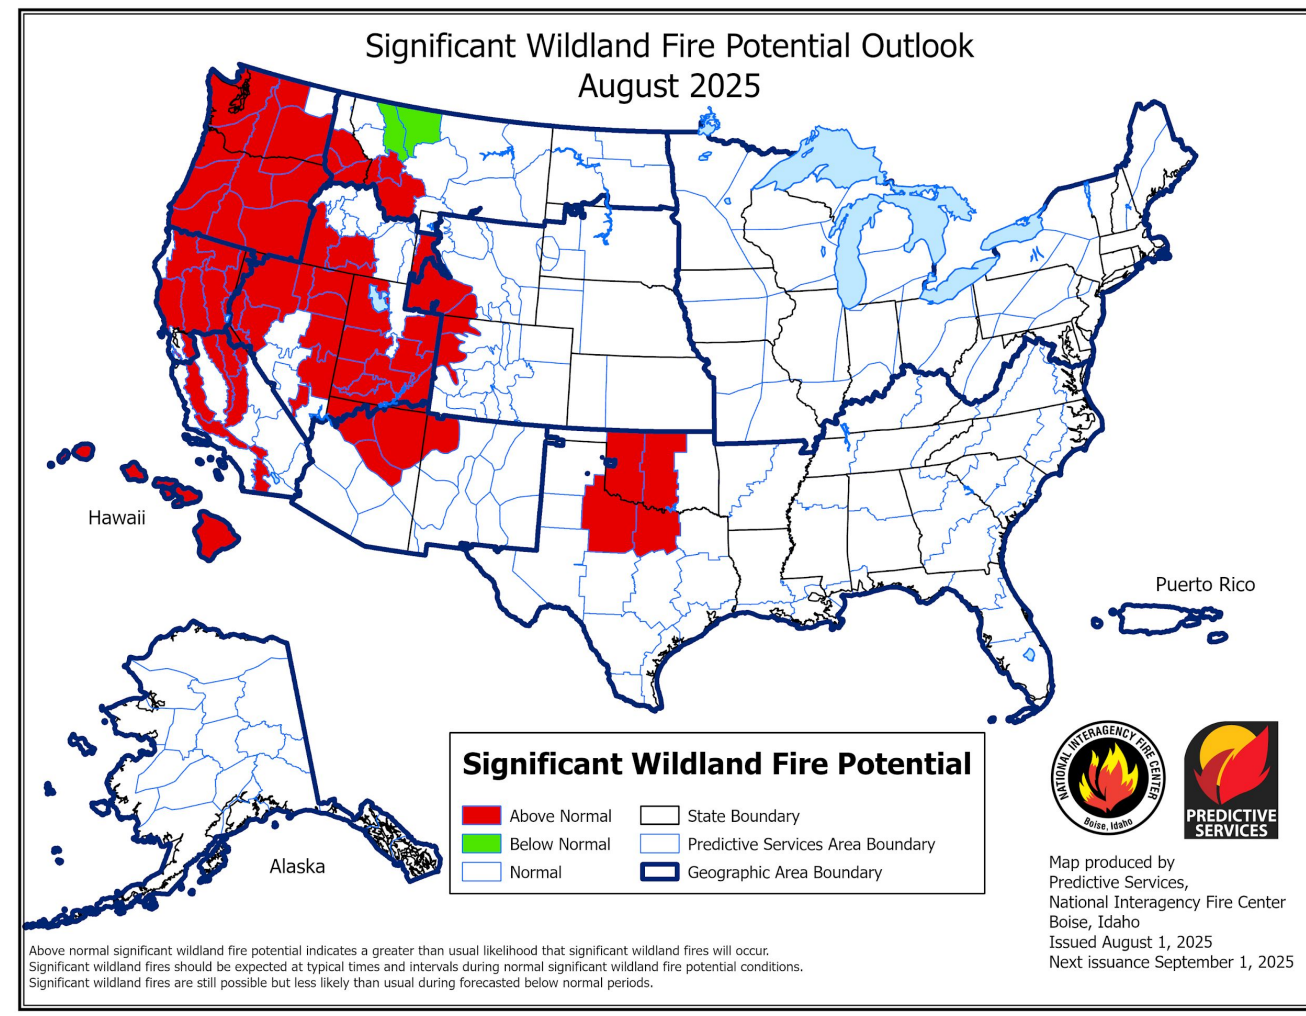 Significant Wildland Fire Potential Outlook
August 2025
Hawaii
Puerto Rico
Alaska
Significant Wildland Fire Potential
Above Normal
Below Normal
Normal
State Boundary
Predictive Services Area Boundary
Geographic Area Boundary
NATIONAL INTERAGENCY FIRE CENTER
Boise, Idaho
PREDICTIVE
SERVICES
Map produced by
Predictive Services,
National Interagency Fire Center
Boise, Idaho
Issued August 1, 2025
Next issuance September 1, 2025
Above normal significant wildland fire potential indicates a greater than usual likelihood that significant wildland fires will occur.
Significant wildland fires should be expected at typical times and intervals during normal significant wildland fire potential conditions.
Significant wildland fires are still possible but less likely than usual during forecasted below normal periods.